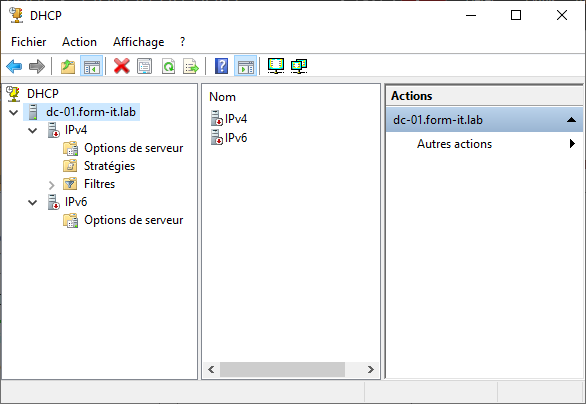 DHCP
Fichier Action Affichage ?
DHCP
dc-01.form-it.lab
IPv4
Options de serveur
Stratégies
Filtres
IPv6
Options de serveur
Nom
IPv4
IPv6
Actions
dc-01.form-it.lab
Autres actions